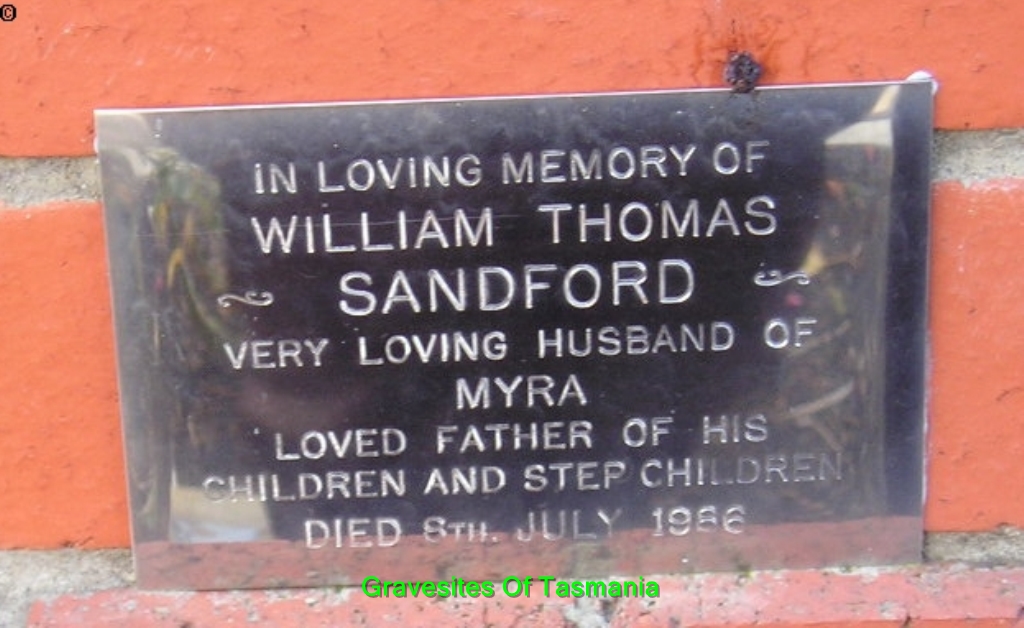 ©
IN LOVING MEMORY OF
WILLIAM THOMAS
SANDFORD
VERY LOVING HUSBAND OF
MYRA
LOVED FATHER OF HIS
CHILDREN AND STEP CHILDREN
DIED 8TH. JULY 1986
Gravesites Of Tasmania